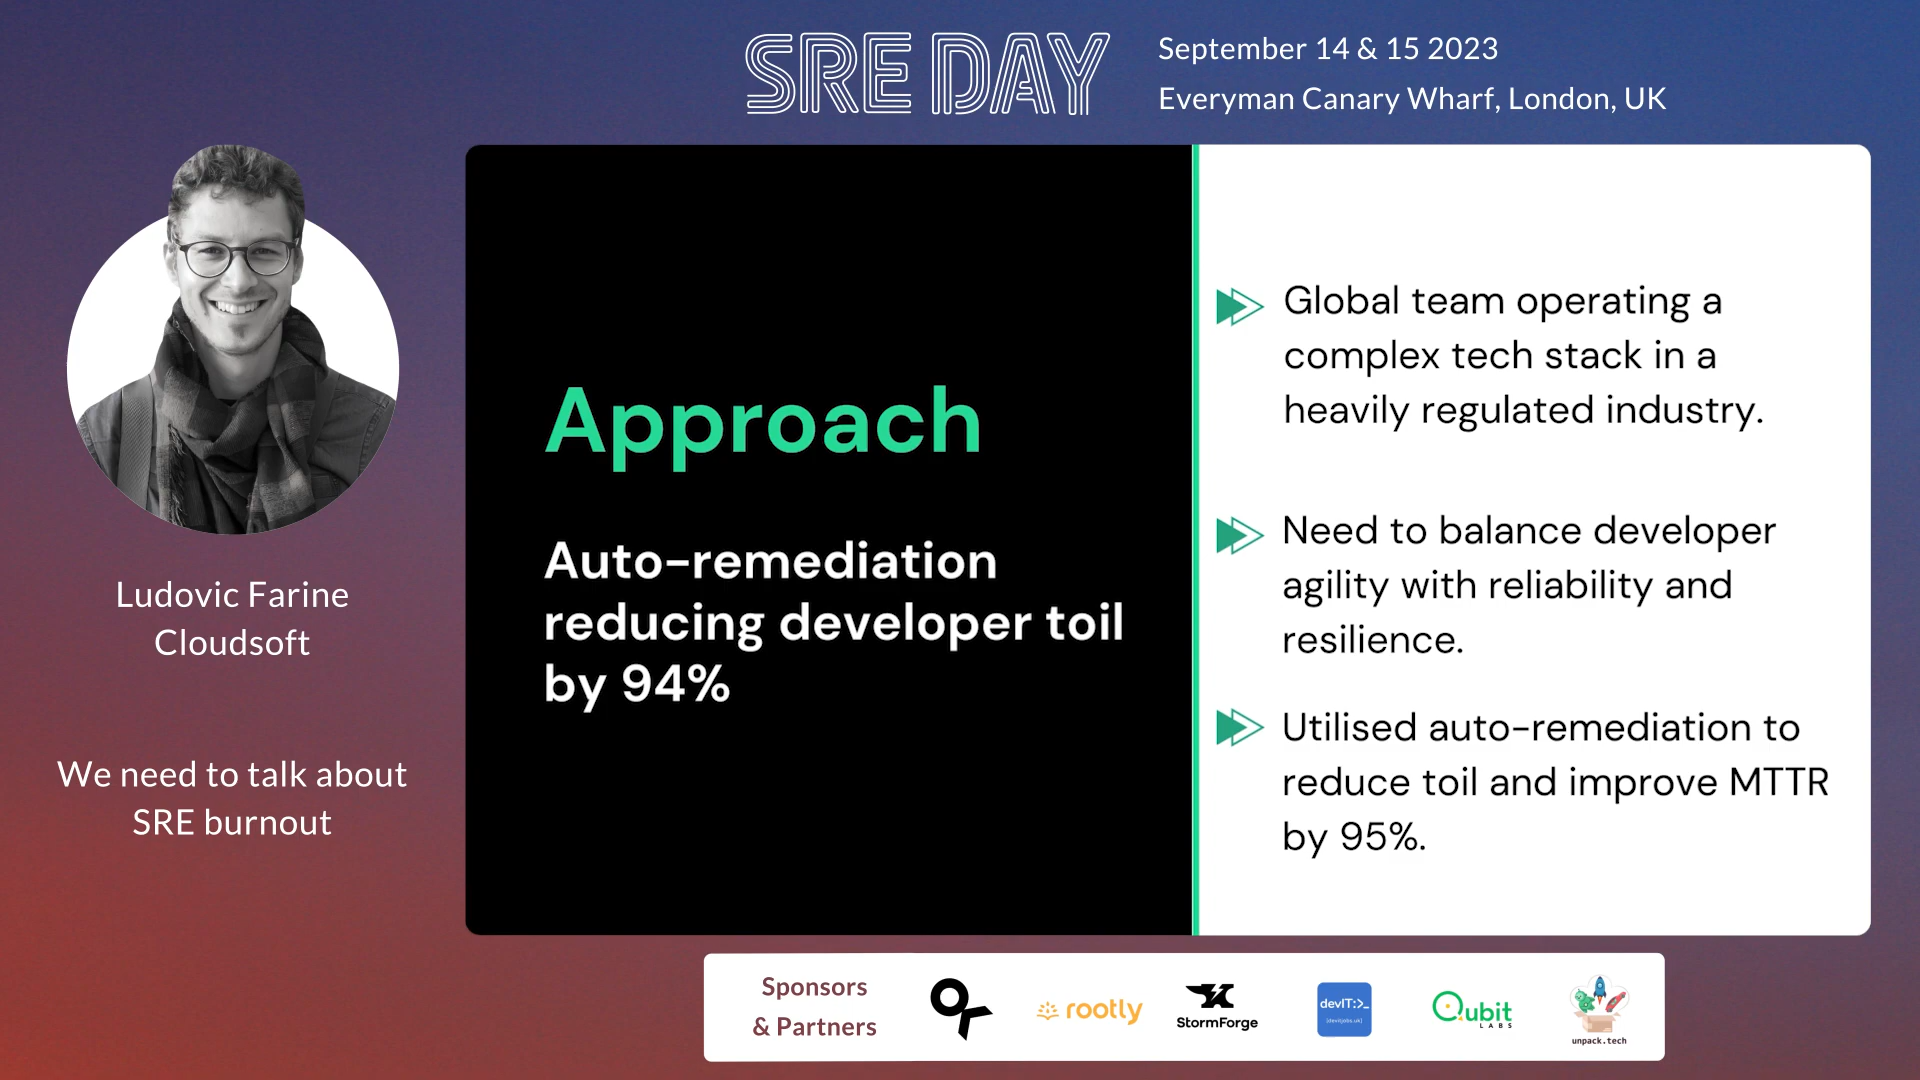 SRE DAY
September 14 & 15 2023
Everyman Canary Wharf, London, UK
Ludovic Farine
Cloudsoft
We need to talk about
SRE burnout
Approach
Auto-remediation
reducing developer toil
by 94%
Global team operating a
complex tech stack in a
heavily regulated industry.
Need to balance developer
agility with reliability and
resilience.
Utilised auto-remediation to
reduce toil and improve MTTR
by 95%.
Sponsors
& Partners
rootly
StormForge
devIT:>_
[devitjobs.uk]
Qubit
LABS
unpack.tech